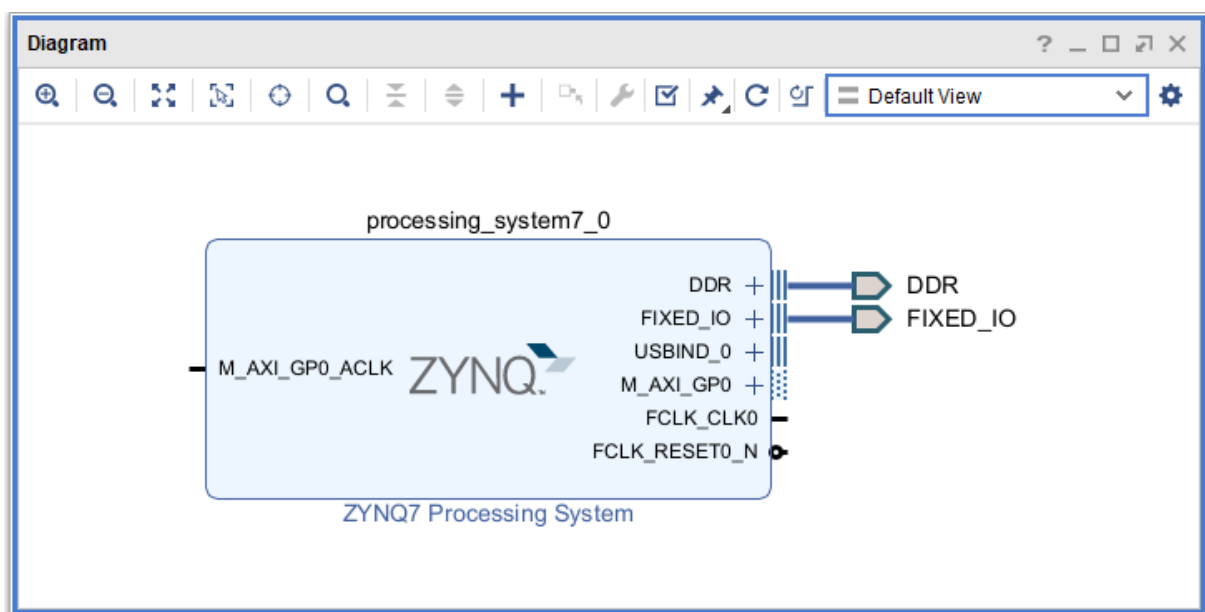 Diagram
Default View
processing_system7_0
DDR
FIXED_IO
USBIND_0
M_AXI_GP0
FCLK_CLK0
FCLK_RESET0_N
M_AXI_GP0_ACLK
ZYNQ
DDR
FIXED_IO
ZYNQ7 Processing System